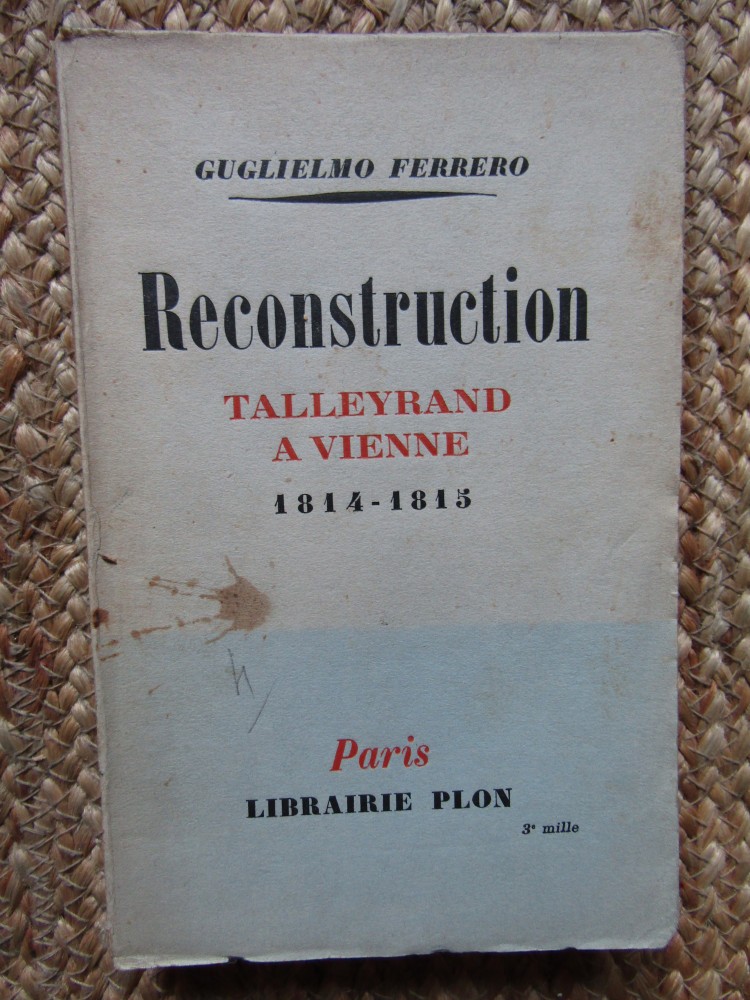 GUGLIELMO FERRERO
Reconstruction
TALLEYRAND
A VIENNE
1814-1815
Paris
LIBRAIRIE PLON
3e mille